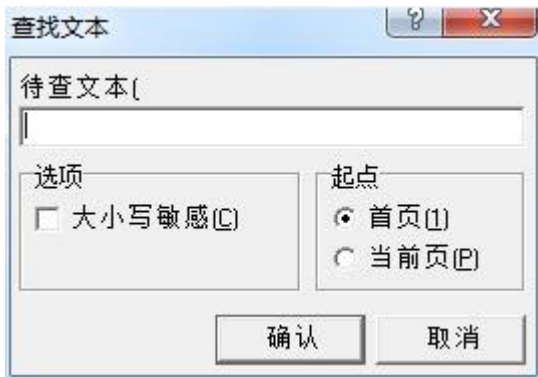 查找文本
待查文本(
选项
大小写敏感(C)
起点
首页(1)
当前页(P)
确认
取消